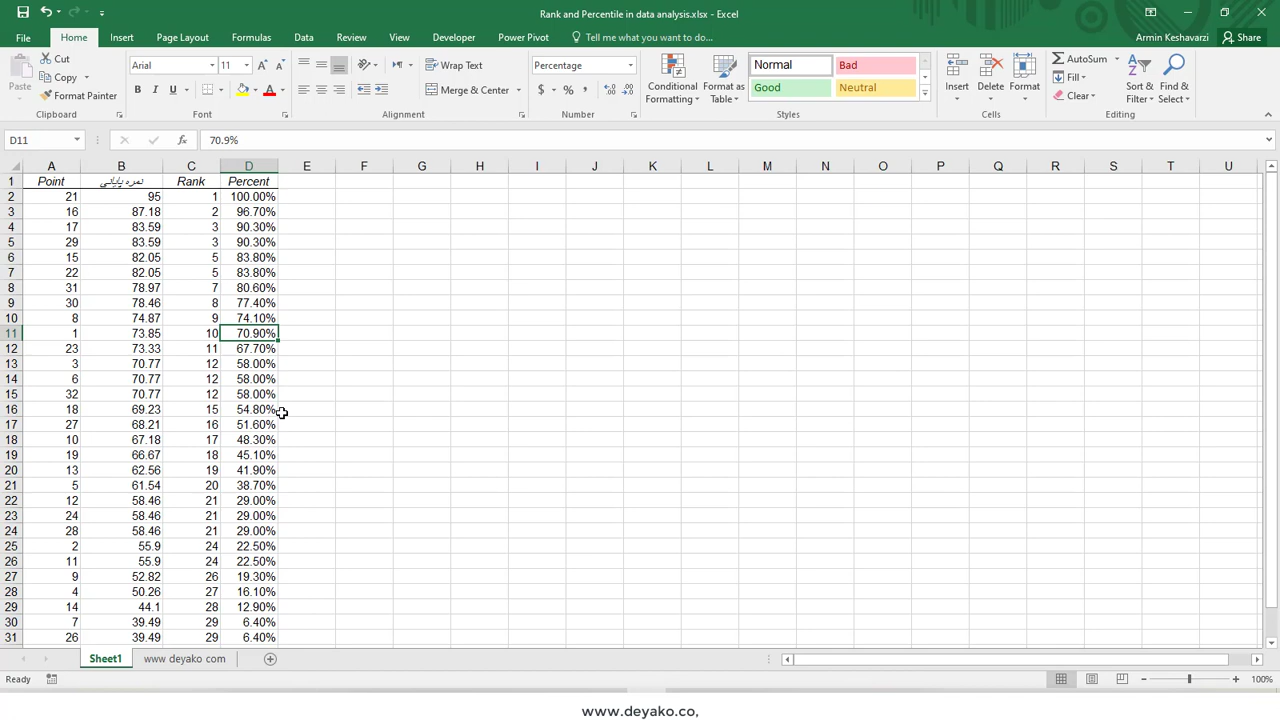 Rank and Percentile in data analysis.xlsx - Excel
Armin Keshavarzi Share
File Home Insert Page Layout Formulas Data Review View Developer Power Pivot Tell me what you want to do...
Paste
Cut
Copy
Format Painter
Clipboard
Arial 11
B I U
Font
Wrap Text
Merge & Center
Alignment
Percentage
$ % ,
Number
Conditional Formatting
Format as Table
Normal Bad
Good Neutral
Styles
Insert Delete Format
Cells
AutoSum
Fill
Clear
Sort & Filter
Find & Select
Editing
D11 fx 70.9%
A B C D E F G H I J K L M N O P Q R S T U
1 Point نمره پایانی Rank Percent
2 21 95 1 100.00%
3 16 87.18 2 96.70%
4 17 83.59 3 90.30%
5 29 83.59 3 90.30%
6 15 82.05 5 83.80%
7 22 82.05 5 83.80%
8 31 78.97 7 80.60%
9 30 78.46 8 77.40%
10 8 74.87 9 74.10%
11 1 73.85 10 70.90%
12 23 73.33 11 67.70%
13 3 70.77 12 58.00%
14 6 70.77 12 58.00%
15 32 70.77 12 58.00%
16 18 69.23 15 54.80%
17 27 68.21 16 51.60%
18 10 67.18 17 48.30%
19 19 66.67 18 45.10%
20 13 62.56 19 41.90%
21 5 61.54 20 38.70%
22 12 58.46 21 29.00%
23 24 58.46 21 29.00%
24 28 58.46 21 29.00%
25 2 55.9 24 22.50%
26 11 55.9 24 22.50%
27 9 52.82 26 19.30%
28 4 50.26 27 16.10%
29 14 44.1 28 12.90%
30 7 39.49 29 6.40%
31 26 39.49 29 6.40%
Sheet1 www deyako com
Ready 100%
www.deyako.co,